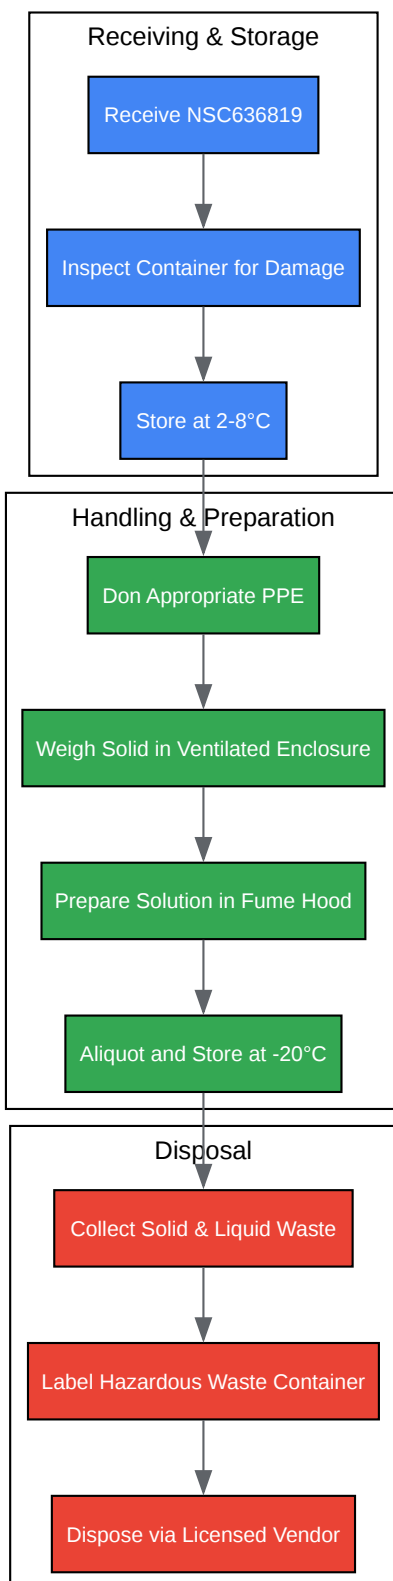 Receiving & Storage
Receive NSC636819
Inspect Container for Damage
Store at 2-8°C
Handling & Preparation
Don Appropriate PPE
Weigh Solid in Ventilated Enclosure
Prepare Solution in Fume Hood
Aliquot and Store at -20°C
Disposal
Collect Solid & Liquid Waste
Label Hazardous Waste Container
Dispose via Licensed Vendor